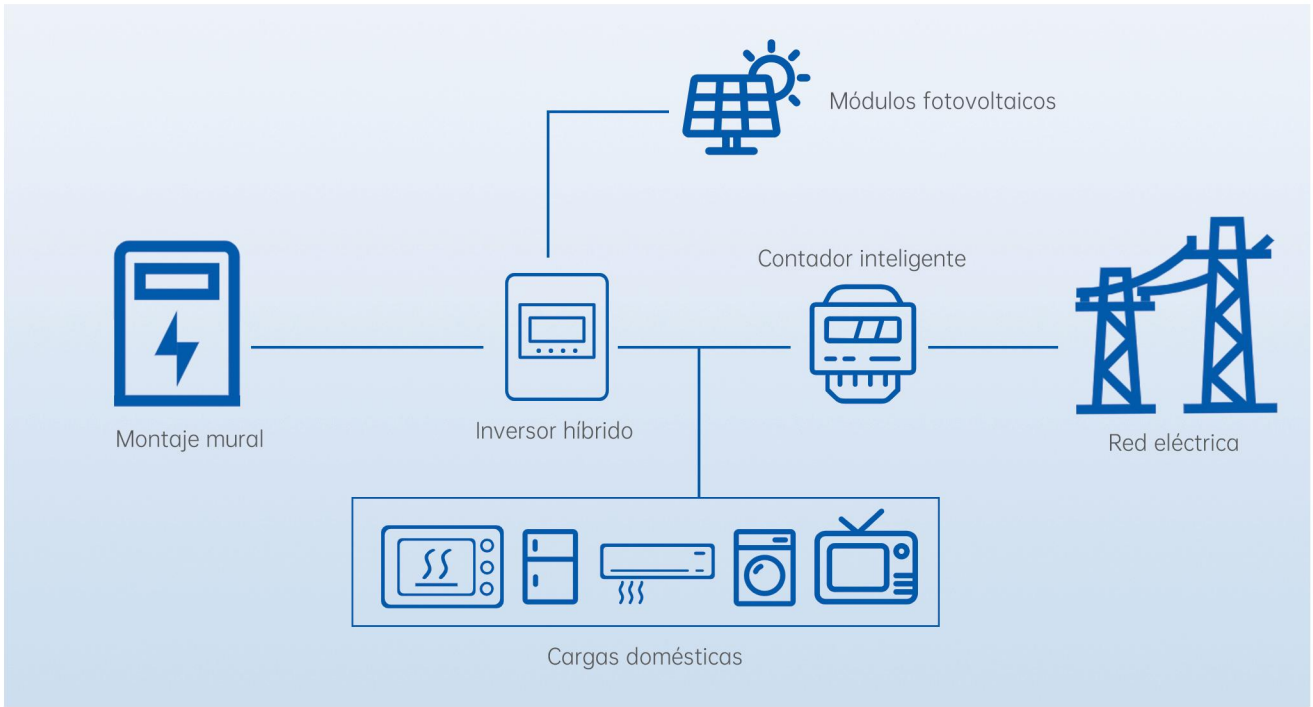 Módulos fotovoltaicos
Contador inteligente
Montaje mural
Inversor híbrido
Red eléctrica
Cargas domésticas